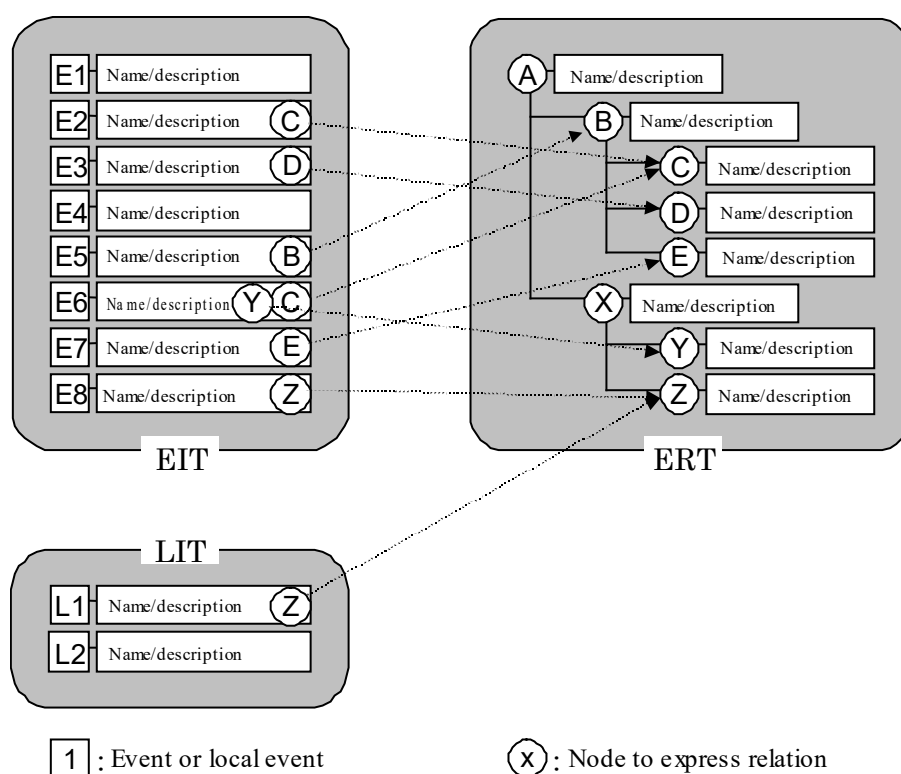 E1 Name/description
E2 Name/description C
E3 Name/description D
E4 Name/description
E5 Name/description B
E6 Name/description Y C
E7 Name/description E
E8 Name/description Z
EIT
A Name/description
B Name/description
C Name/description
D Name/description
E Name/description
X Name/description
Y Name/description
Z Name/description
ERT
LIT
L1 Name/description Z
L2 Name/description
1 : Event or local event
x : Node to express relation